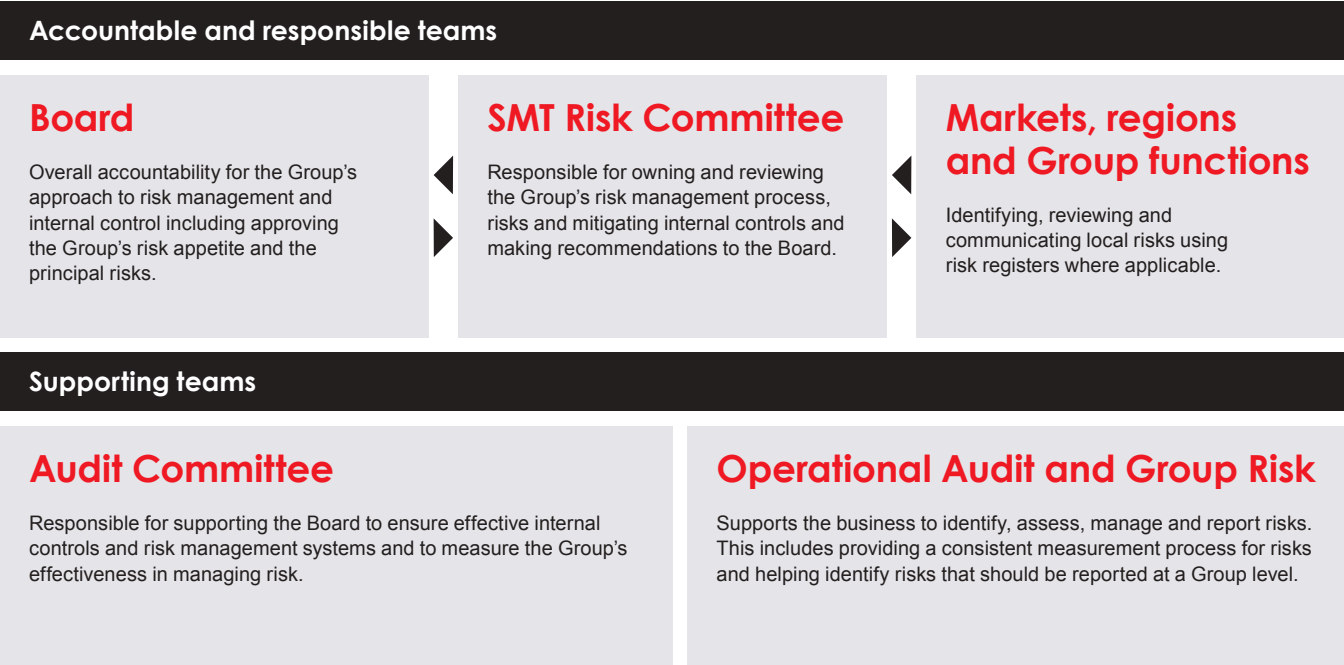 Accountable and responsible teams
Board
Overall accountability for the Group’s
approach to risk management and
internal control including approving
the Group’s risk appetite and the
principal risks.
SMT Risk Committee
Responsible for owning and reviewing
the Group’s risk management process,
risks and mitigating internal controls and
making recommendations to the Board.
Markets, regions
and Group functions
Identifying, reviewing and
communicating local risks using
risk registers where applicable.
Supporting teams
Audit Committee
Responsible for supporting the Board to ensure effective internal
controls and risk management systems and to measure the Group’s
effectiveness in managing risk.
Operational Audit and Group Risk
Supports the business to identify, assess, manage and report risks.
This includes providing a consistent measurement process for risks
and helping identify risks that should be reported at a Group level.